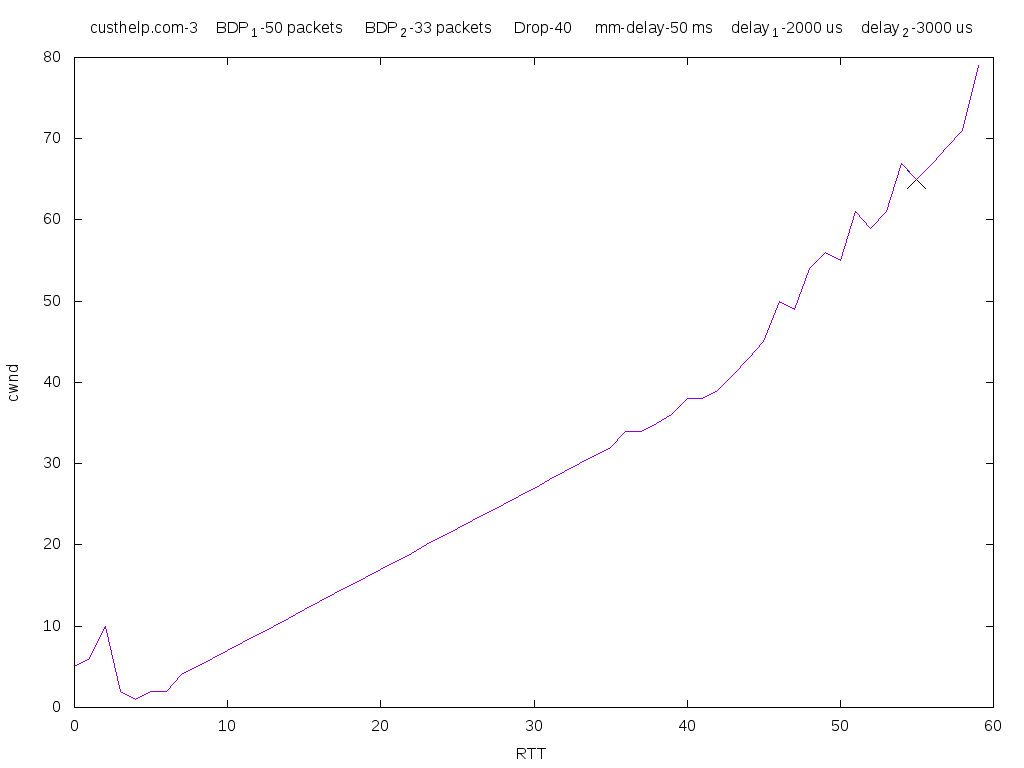 custhelp.com-3 BDP1-50 packets BDP2-33 packets Drop-40 mm-delay-50 ms delay1-2000 us delay2-3000 us
80
70
60
50
40
30
20
10
0
cwnd
0 10 20 30 40 50 60
RTT